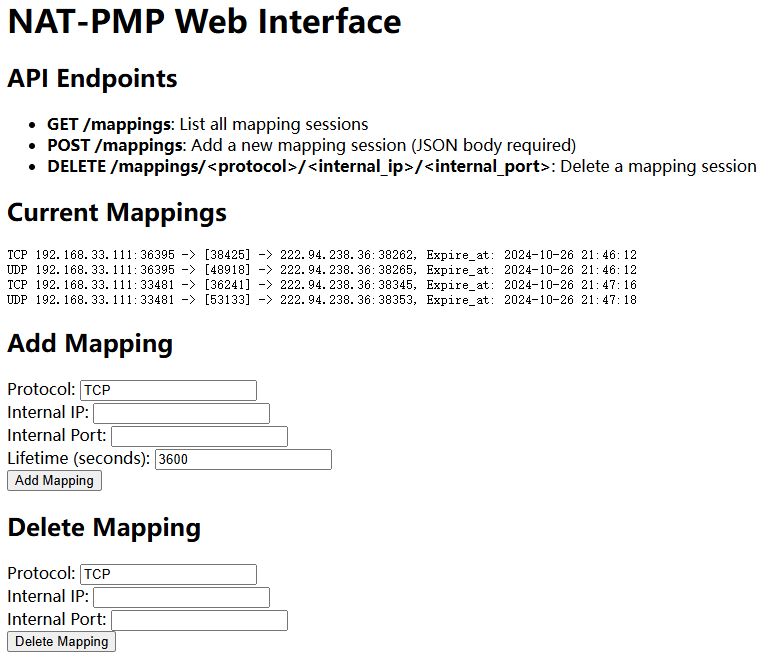 NAT-PMP Web Interface
API Endpoints
• GET /mappings: List all mapping sessions
• POST /mappings: Add a new mapping session (JSON body required)
• DELETE /mappings/<protocol>/<internal_ip>/<internal_port>: Delete a mapping session
Current Mappings
TCP 192.168.33.111:36395 -> [38425] -> 222.94.238.36:38262, Expire_at: 2024-10-26 21:46:12
UDP 192.168.33.111:36395 -> [48918] -> 222.94.238.36:38265, Expire_at: 2024-10-26 21:46:12
TCP 192.168.33.111:33481 -> [36241] -> 222.94.238.36:38345, Expire_at: 2024-10-26 21:47:16
UDP 192.168.33.111:33481 -> [53133] -> 222.94.238.36:38353, Expire_at: 2024-10-26 21:47:18
Add Mapping
Protocol: TCP
Internal IP:
Internal Port:
Lifetime (seconds): 3600
Add Mapping
Delete Mapping
Protocol: TCP
Internal IP:
Internal Port:
Delete Mapping